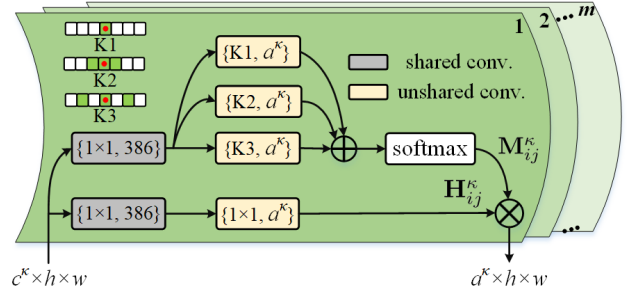 1 2 ... m
K1
K2
K3
{K1, a^κ}
{K2, a^κ}
{1×1, 386} {K3, a^κ} softmax M^κ_ij
shared conv.
unshared conv.
{1×1, 386} {1×1, a^κ} H^κ_ij
...
c^κ×h×w a^κ×h×w